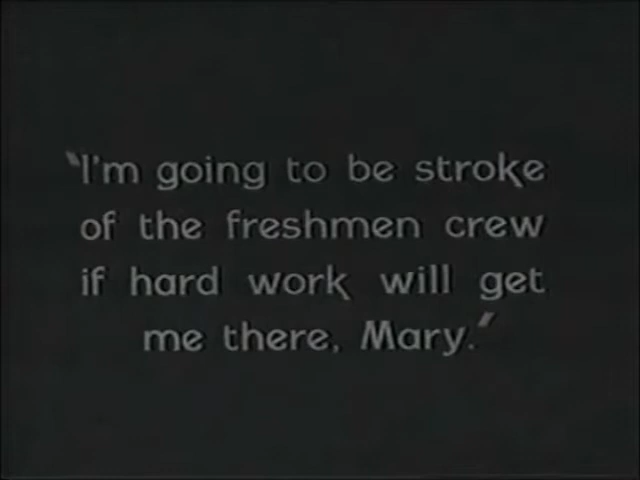 "I'm going to be stroke
of the freshmen crew
if hard work will get
me there, Mary."